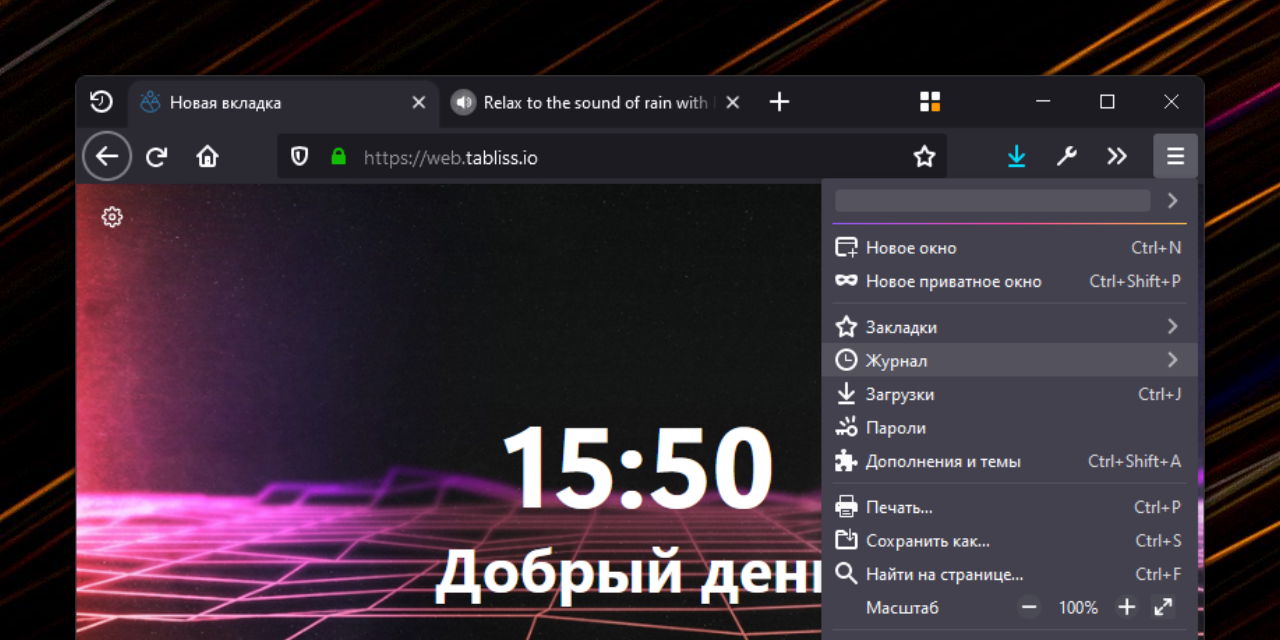 Новая вкладка
Relax to the sound of rain with
https://web.tabliss.io
Новое окно Ctrl+N
Новое приватное окно Ctrl+Shift+P
Закладки
Журнал
Загрузки Ctrl+J
Пароли
Дополнения и темы Ctrl+Shift+A
Печать... Ctrl+P
Сохранить как... Ctrl+S
Найти на странице... Ctrl+F
Масштаб 100%
15:50
Добрый ден